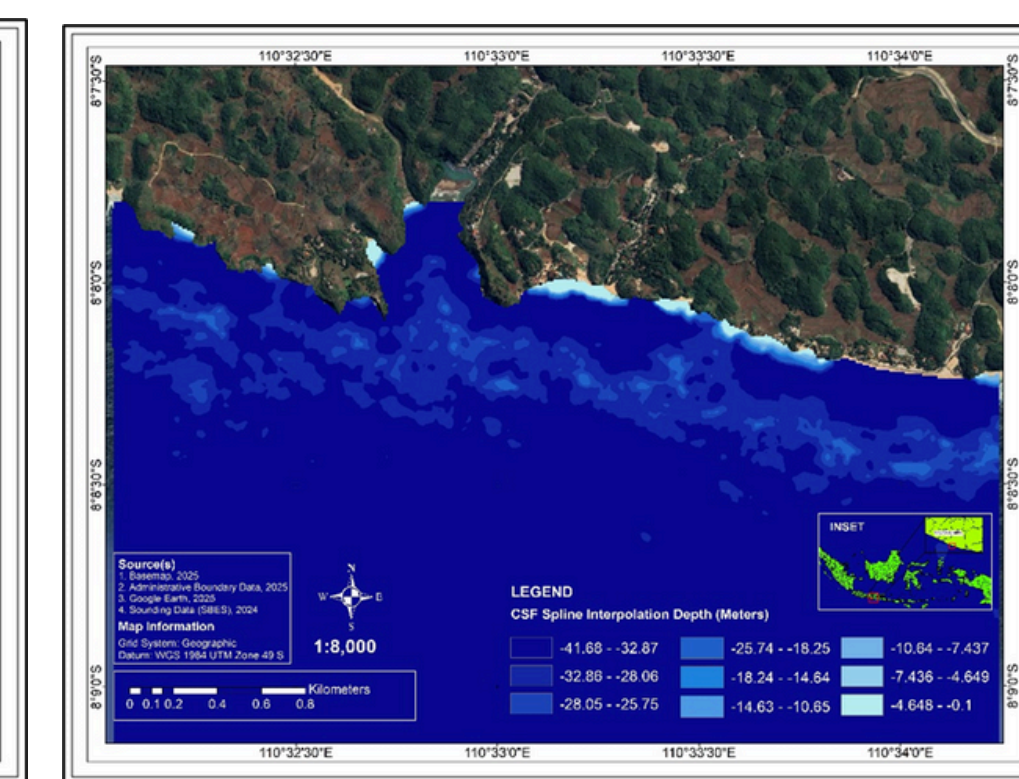 110°32'30"E 110°33'0"E 110°33'30"E 110°34'0"E
8°7'30"S 8°7'30"S
8°8'0"S 8°8'0"S
8°8'30"S 8°8'30"S
8°9'0"S 8°9'0"S
INSET
Source(s)
1. Basemap, 2025
2. Administrative Boundary Data, 2025
3. Google Earth, 2025
4. Sounding Data (SBES), 2024
Map Information
Grid System: Geographic
Datum: WGS 1984 UTM Zone 49 S
N
W E
S
1:8,000
Kilometers
0 0.1 0.2 0.4 0.6 0.8
LEGEND
CSF Spline Interpolation Depth (Meters)
-41.68 - -32.87
-32.86 - -28.06
-28.05 - -25.75
-25.74 - -18.25
-18.24 - -14.64
-14.63 - -10.65
-10.64 - -7.437
-7.436 - -4.649
-4.648 - -0.1
110°32'30"E 110°33'0"E 110°33'30"E 110°34'0"E